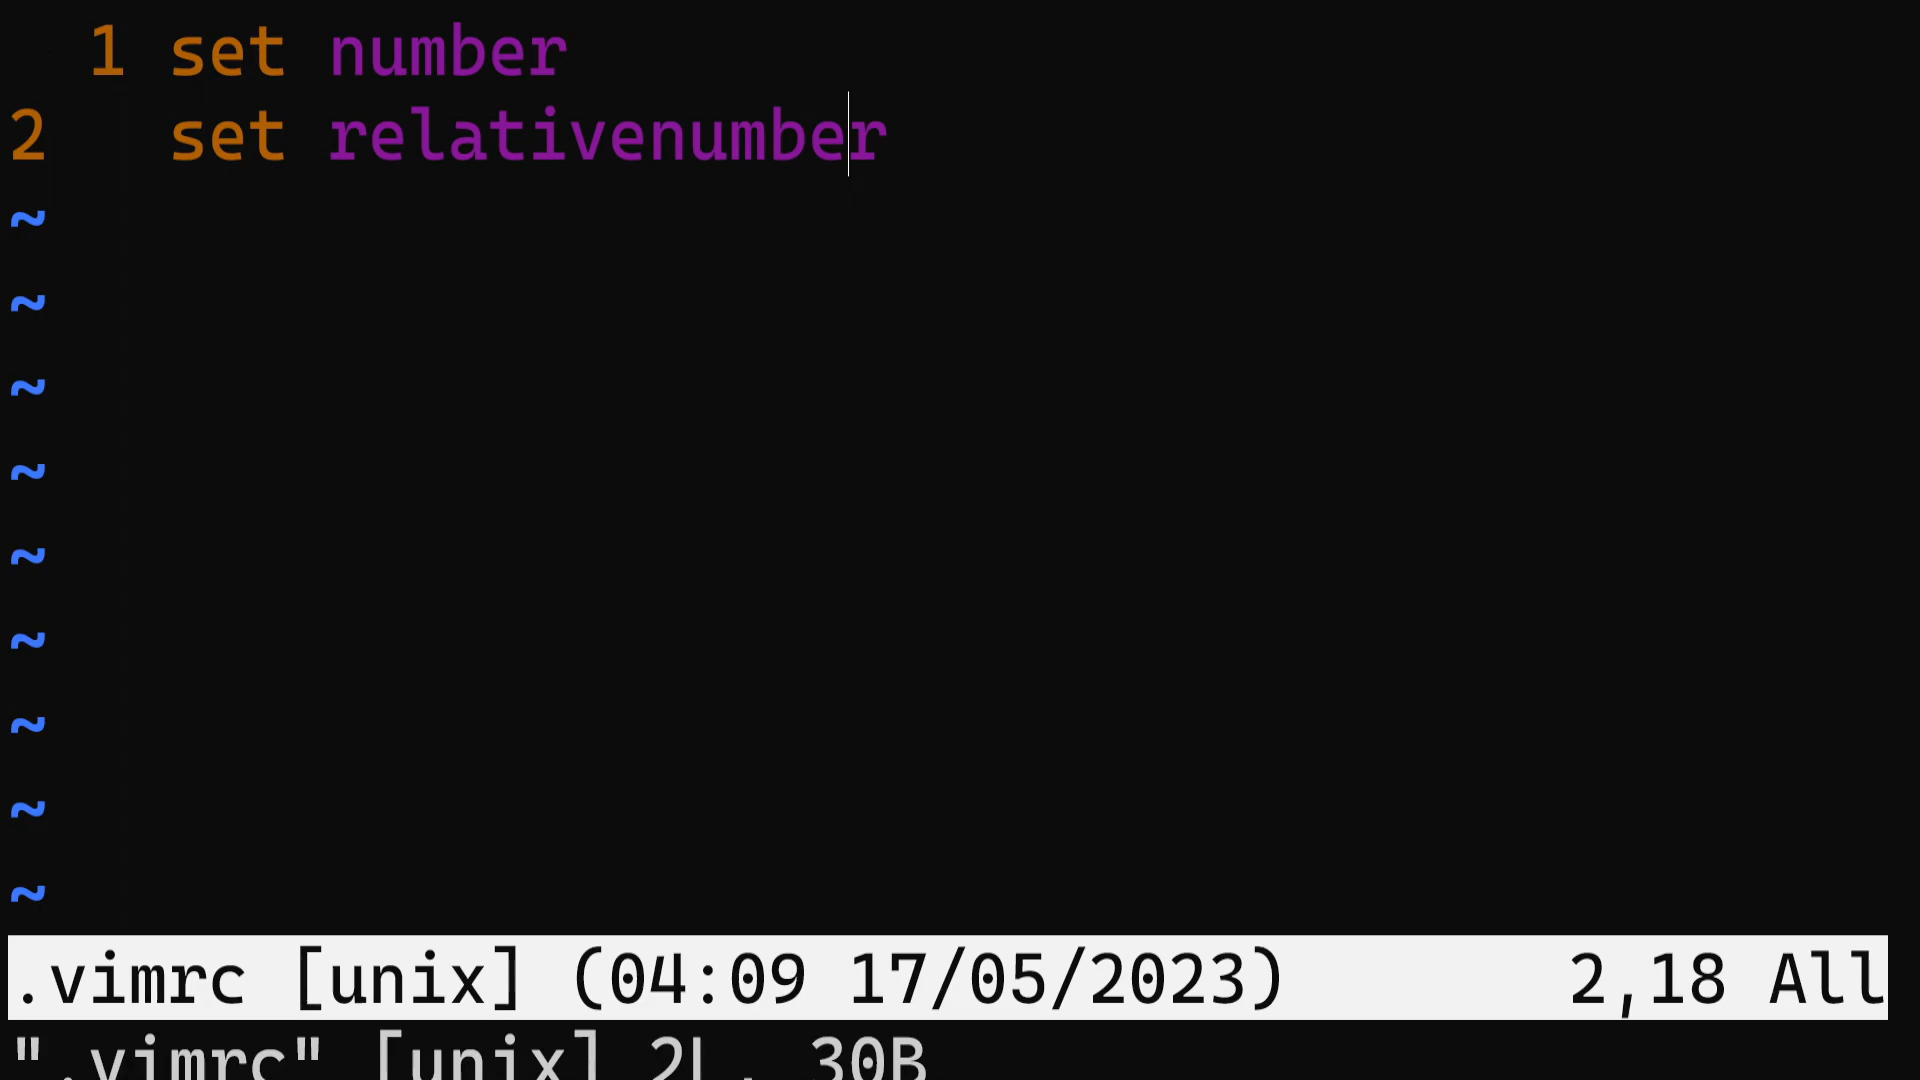 1 set number
2 set relativenumber
~
~
~
~
~
~
~
~
~
.vimrc [unix] (04:09 17/05/2023) 2,18 All
".vimrc" [unix] 2L, 30B